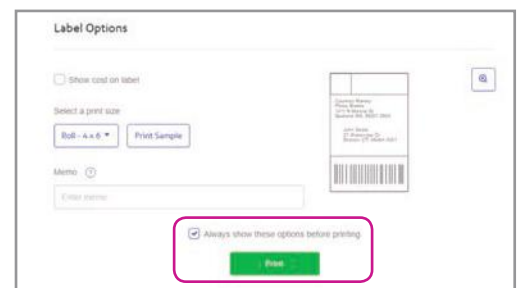 Label Options
Show cost on label
Select a print size
Roll - 4 x 6
Print Sample
Memo
Enter memo
Always show these options before printing
Print